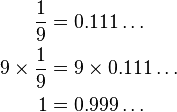 1/9 = 0.111…
9 × 1/9 = 9 × 0.111…
1 = 0.999…